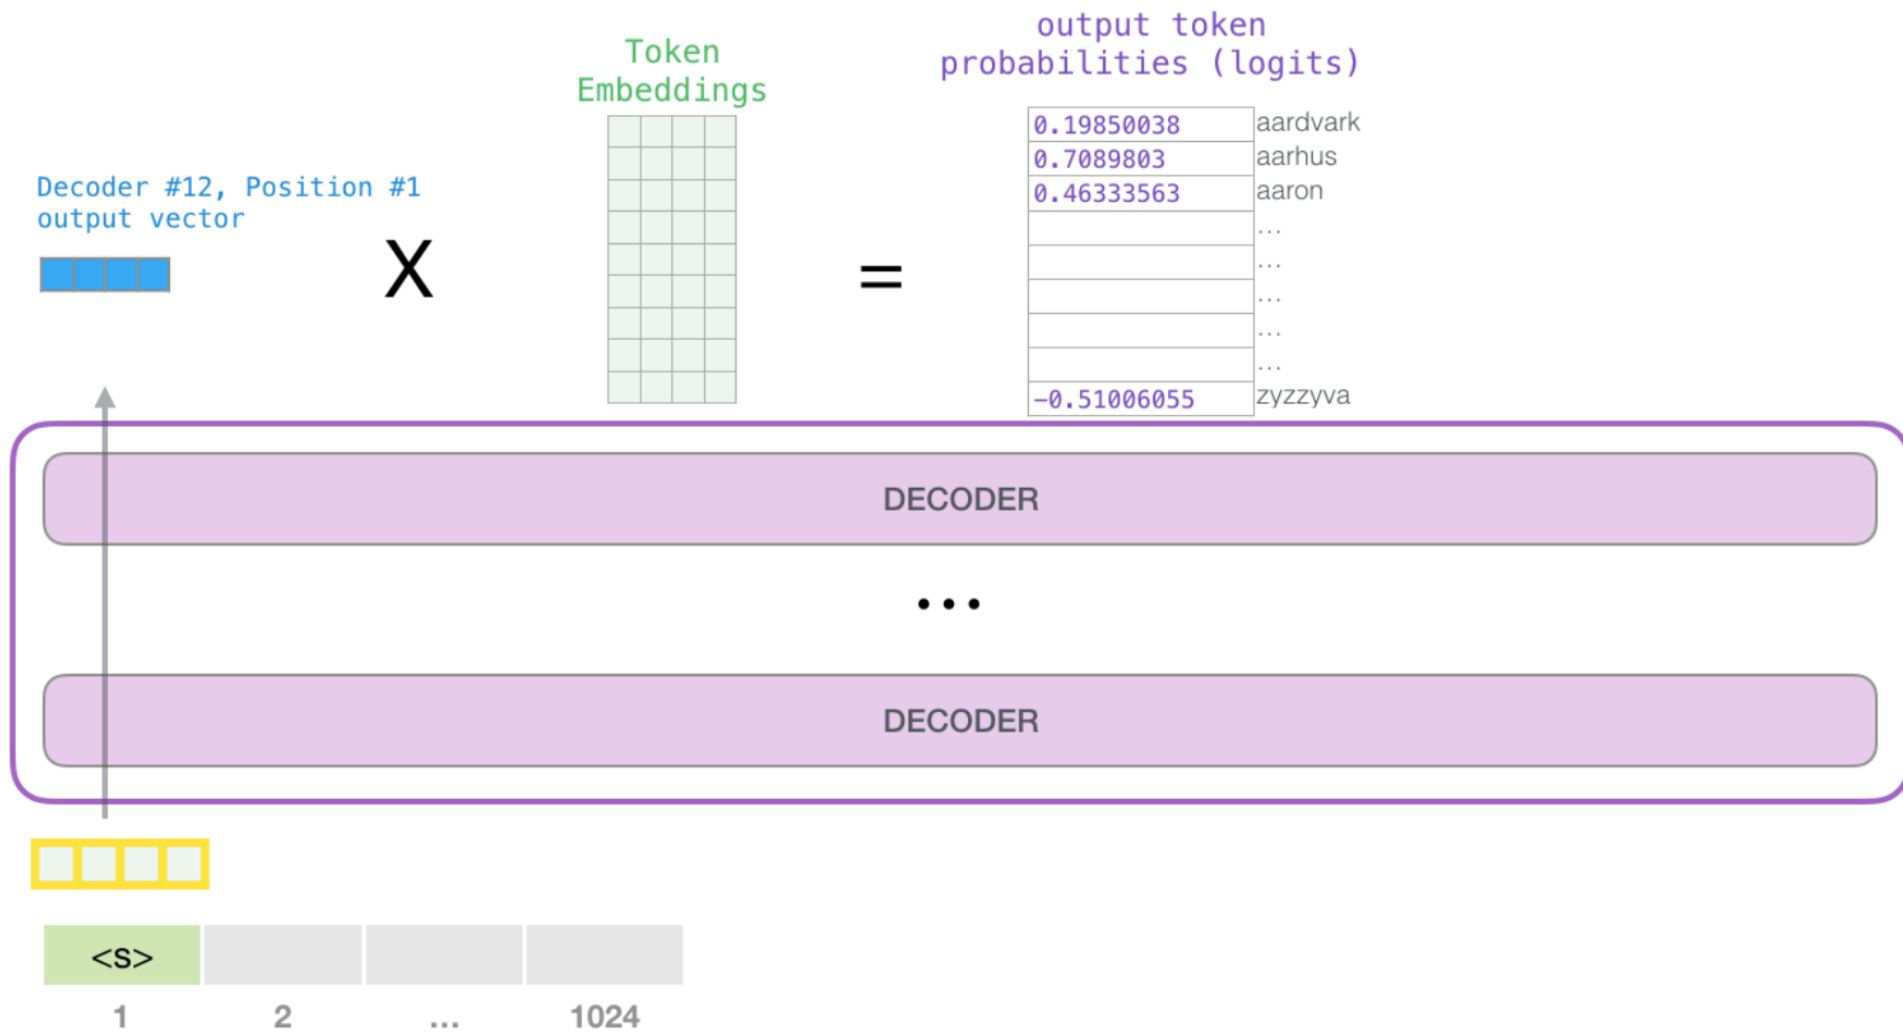 output token
probabilities (logits)
Token
Embeddings
Decoder #12, Position #1
output vector
X
=
0.19850038 aardvark
0.7089803 aarhus
0.46333563 aaron
...
...
...
...
...
-0.51006055 zyzzyva
DECODER
...
DECODER
<s>
1 2 ... 1024